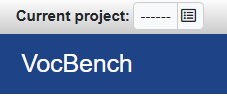 Current project: ------
VocBench